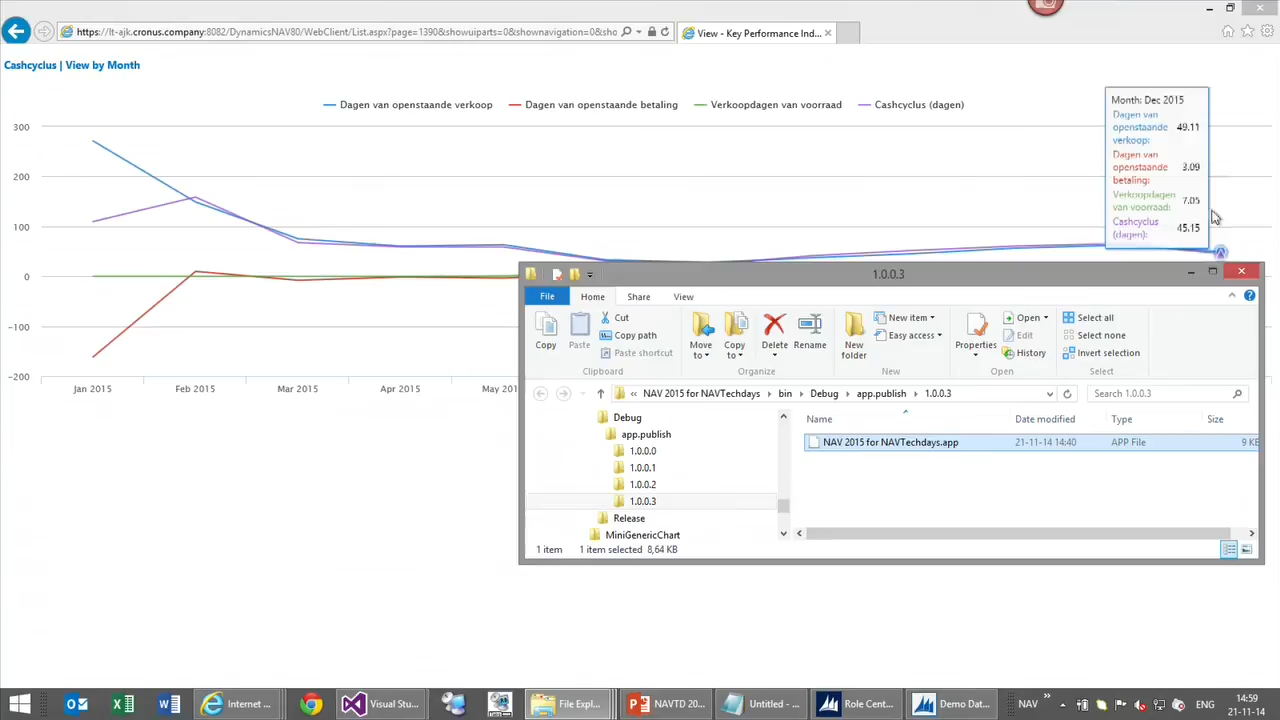 https://lt-ajk.cronus.company:8082/DynamicsNAV80/WebClient/List.aspx?page=1390&showuiparts=0&shownavigation=0&sho
View - Key Performance Ind...
Cashcyclus | View by Month
Dagen van openstaande verkoop
Dagen van openstaande betaling
Verkoopdagen van voorraad
Cashcyclus (dagen)
Month: Dec 2015
Dagen van openstaande verkoop: 49.11
Dagen van openstaande betaling: 3.09
Verkoopdagen van voorraad: 7.05
Cashcyclus (dagen): 45.15
300
200
100
0
-100
-200
Jan 2015
Feb 2015
Mar 2015
Apr 2015
May 201
1.0.0.3
File
Home
Share
View
Copy
Paste
Cut
Copy path
Paste shortcut
Clipboard
Move to
Copy to
Delete
Rename
Organize
New folder
New item
Easy access
New
Properties
Open
Edit
History
Open
Select all
Select none
Invert selection
Select
« NAV 2015 for NAVTechdays
bin
Debug
app.publish
1.0.0.3
Search 1.0.0.3
Debug
app.publish
1.0.0.0
1.0.0.1
1.0.0.2
1.0.0.3
Release
MiniGenericChart
Name
Date modified
Type
Size
NAV 2015 for NAVTechdays.app
21-11-14 14:40
APP File
9 KB
1 item
1 item selected 8,64 KB
Internet ...
Visual Stu...
File Expl...
NAVTD 20...
Untitled - ...
Role Cent...
Demo Dat...
NAV
ENG
14:59
21-11-14